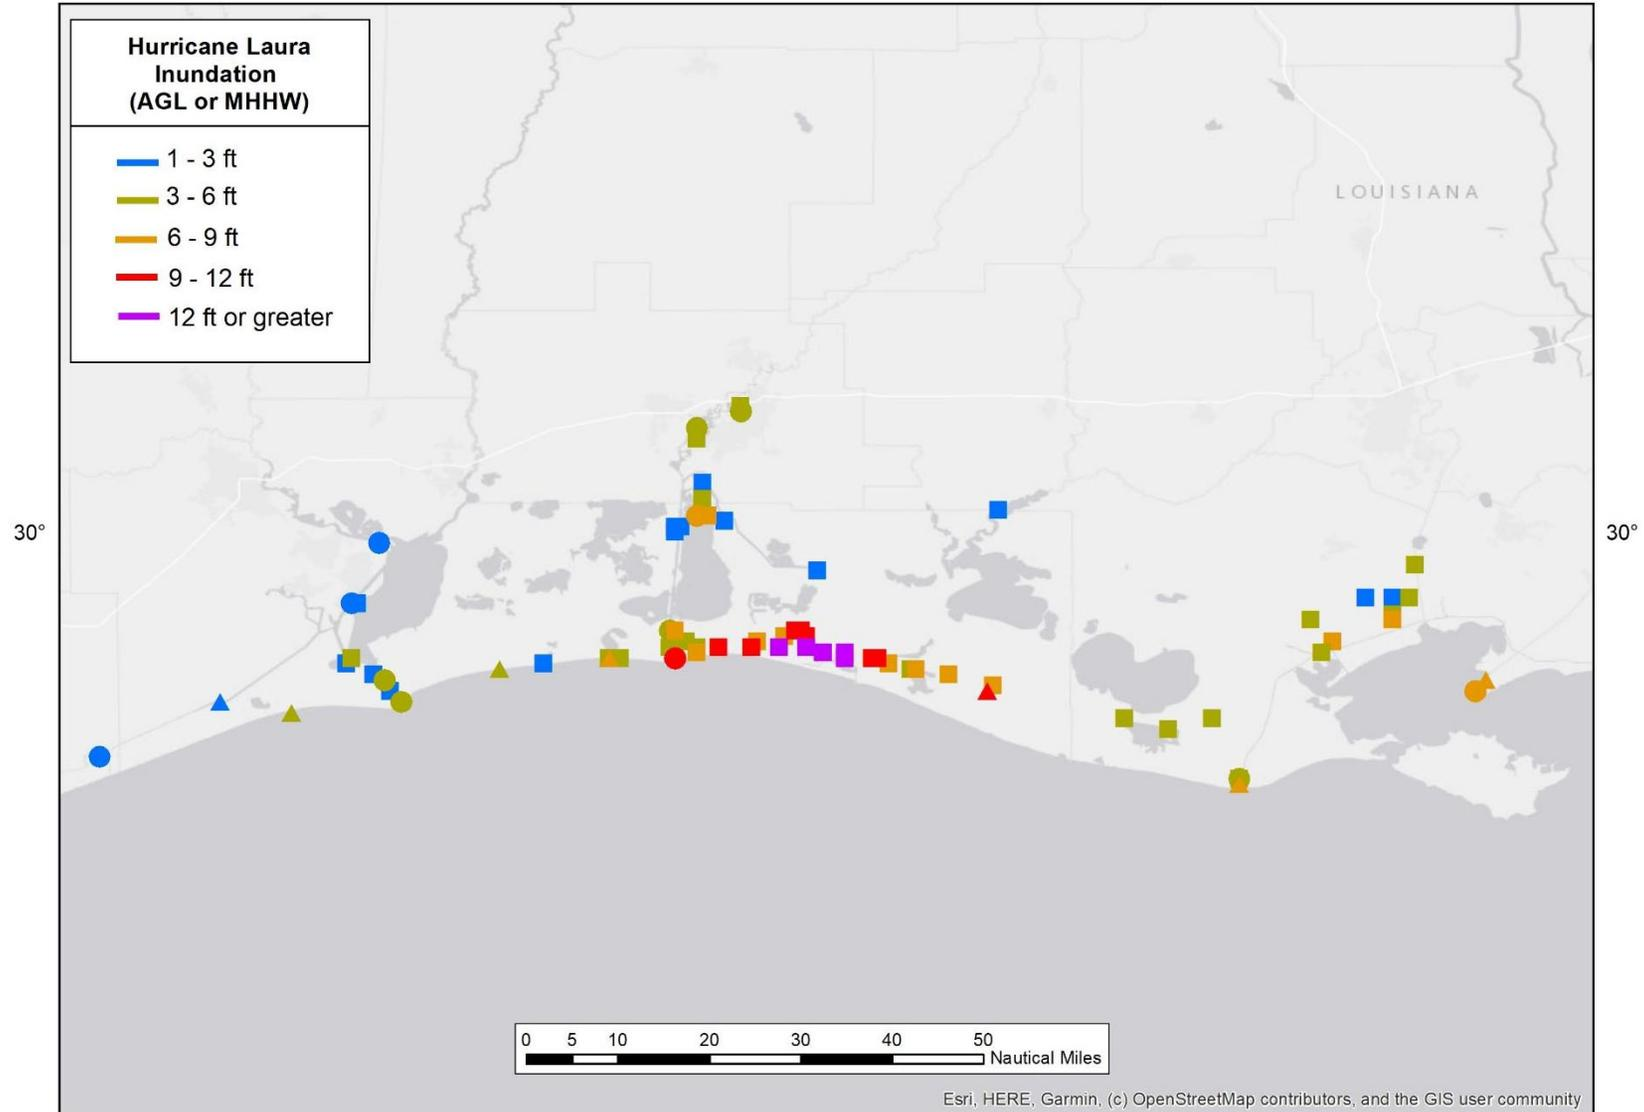 Hurricane Laura
Inundation
(AGL or MHHW)
1 - 3 ft
3 - 6 ft
6 - 9 ft
9 - 12 ft
12 ft or greater
LOUISIANA
30°
30°
0 5 10 20 30 40 50
Nautical Miles
Esri, HERE, Garmin, (c) OpenStreetMap contributors, and the GIS user community